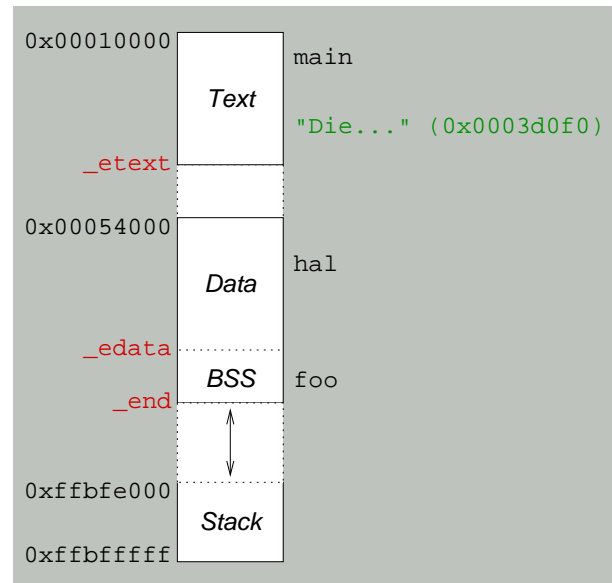 0x00010000
main
Text
"Die..." (0x0003d0f0)
_etext
0x00054000
hal
Data
_edata
BSS
foo
_end
0xffbfe000
Stack
0xffbfffff